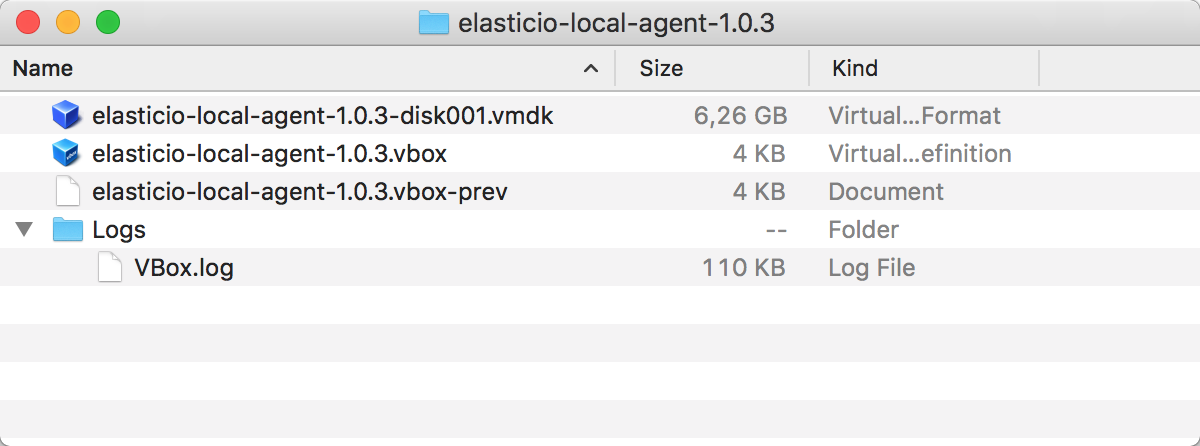 elasticio-local-agent-1.0.3
Name Size Kind
elasticio-local-agent-1.0.3-disk001.vmdk 6,26 GB Virtual...Format
elasticio-local-agent-1.0.3.vbox 4 KB Virtual...efinition
elasticio-local-agent-1.0.3.vbox-prev 4 KB Document
Logs -- Folder
VBox.log 110 KB Log File